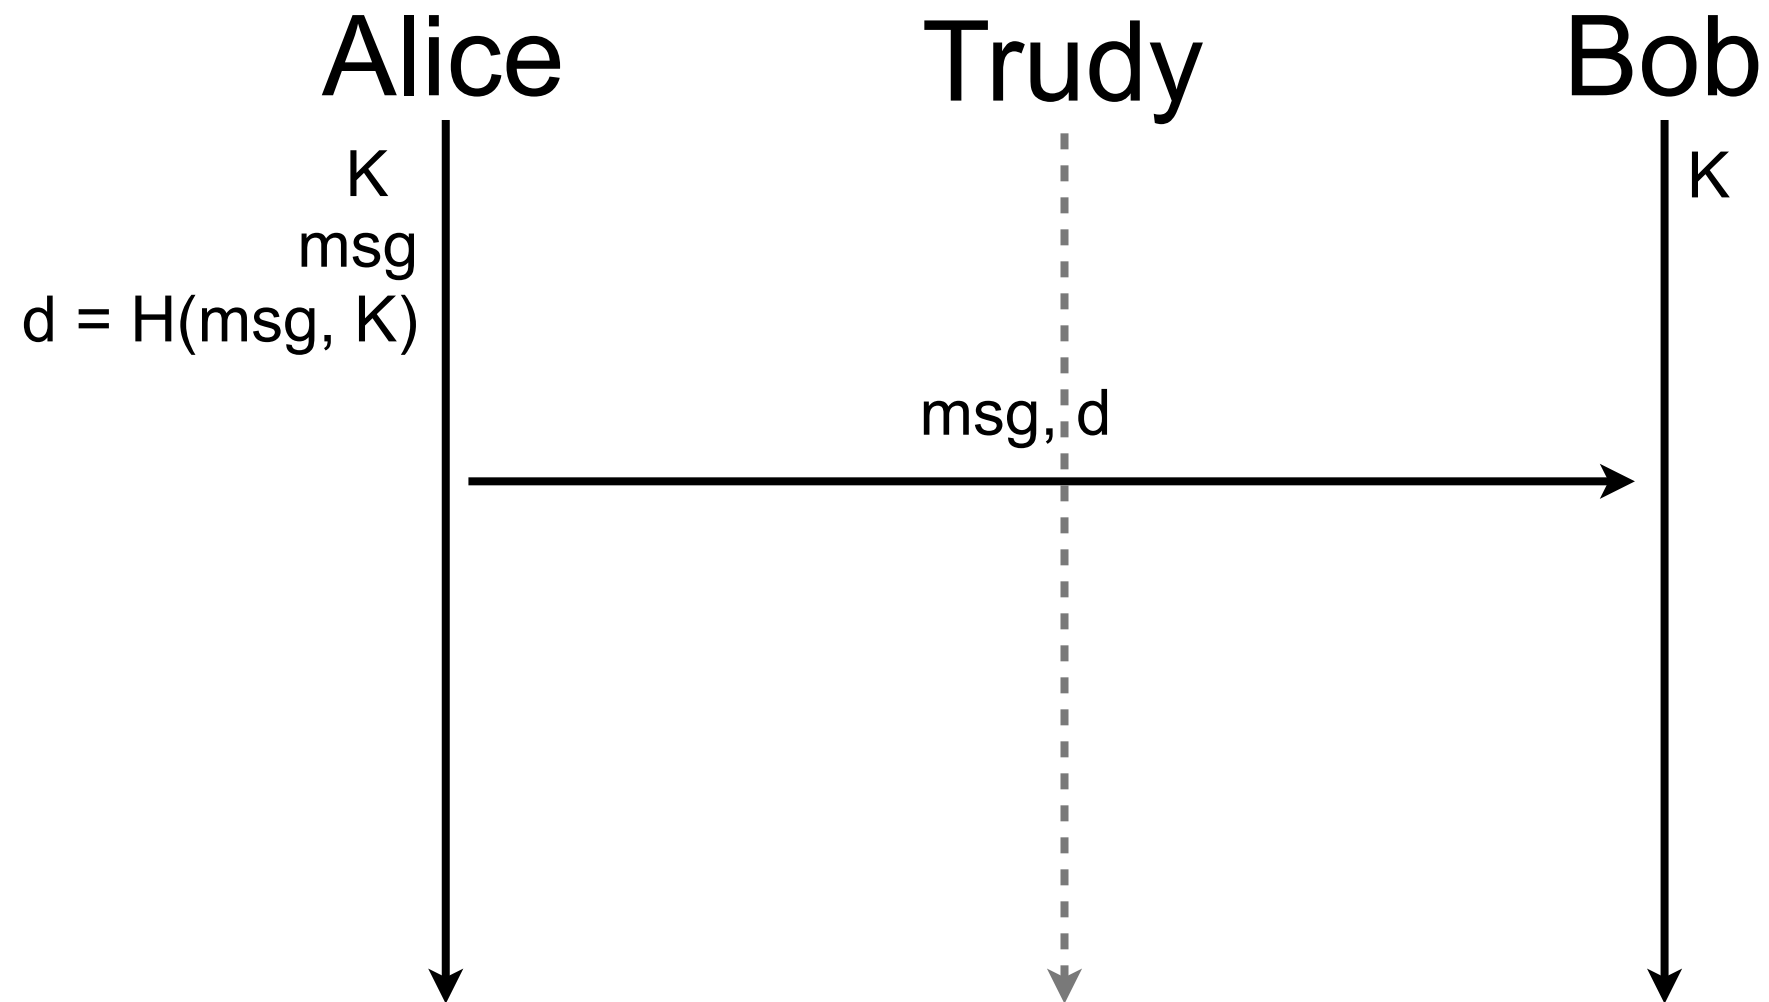 Alice Trudy Bob
K K
msg
d = H(msg, K)
msg, d